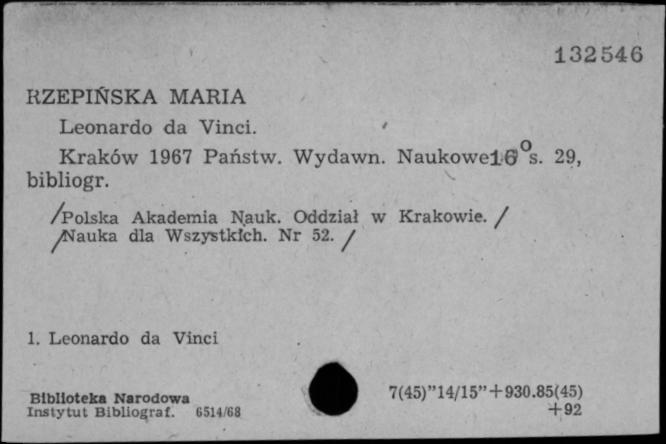 132546
RZEPIŃSKA MARIA
Leonardo da Vinci.
Kraków 1967 Państw. Wydawn. Naukowe 16° s. 29,
bibliogr.
/Polska Akademia Nauk. Oddział w Krakowie./
/Nauka dla Wszystkich. Nr 52./
1. Leonardo da Vinci
Biblioteka Narodowa
Instytut Bibliograf. 6514/68
7(45)"14/15"+930.85(45)
+92